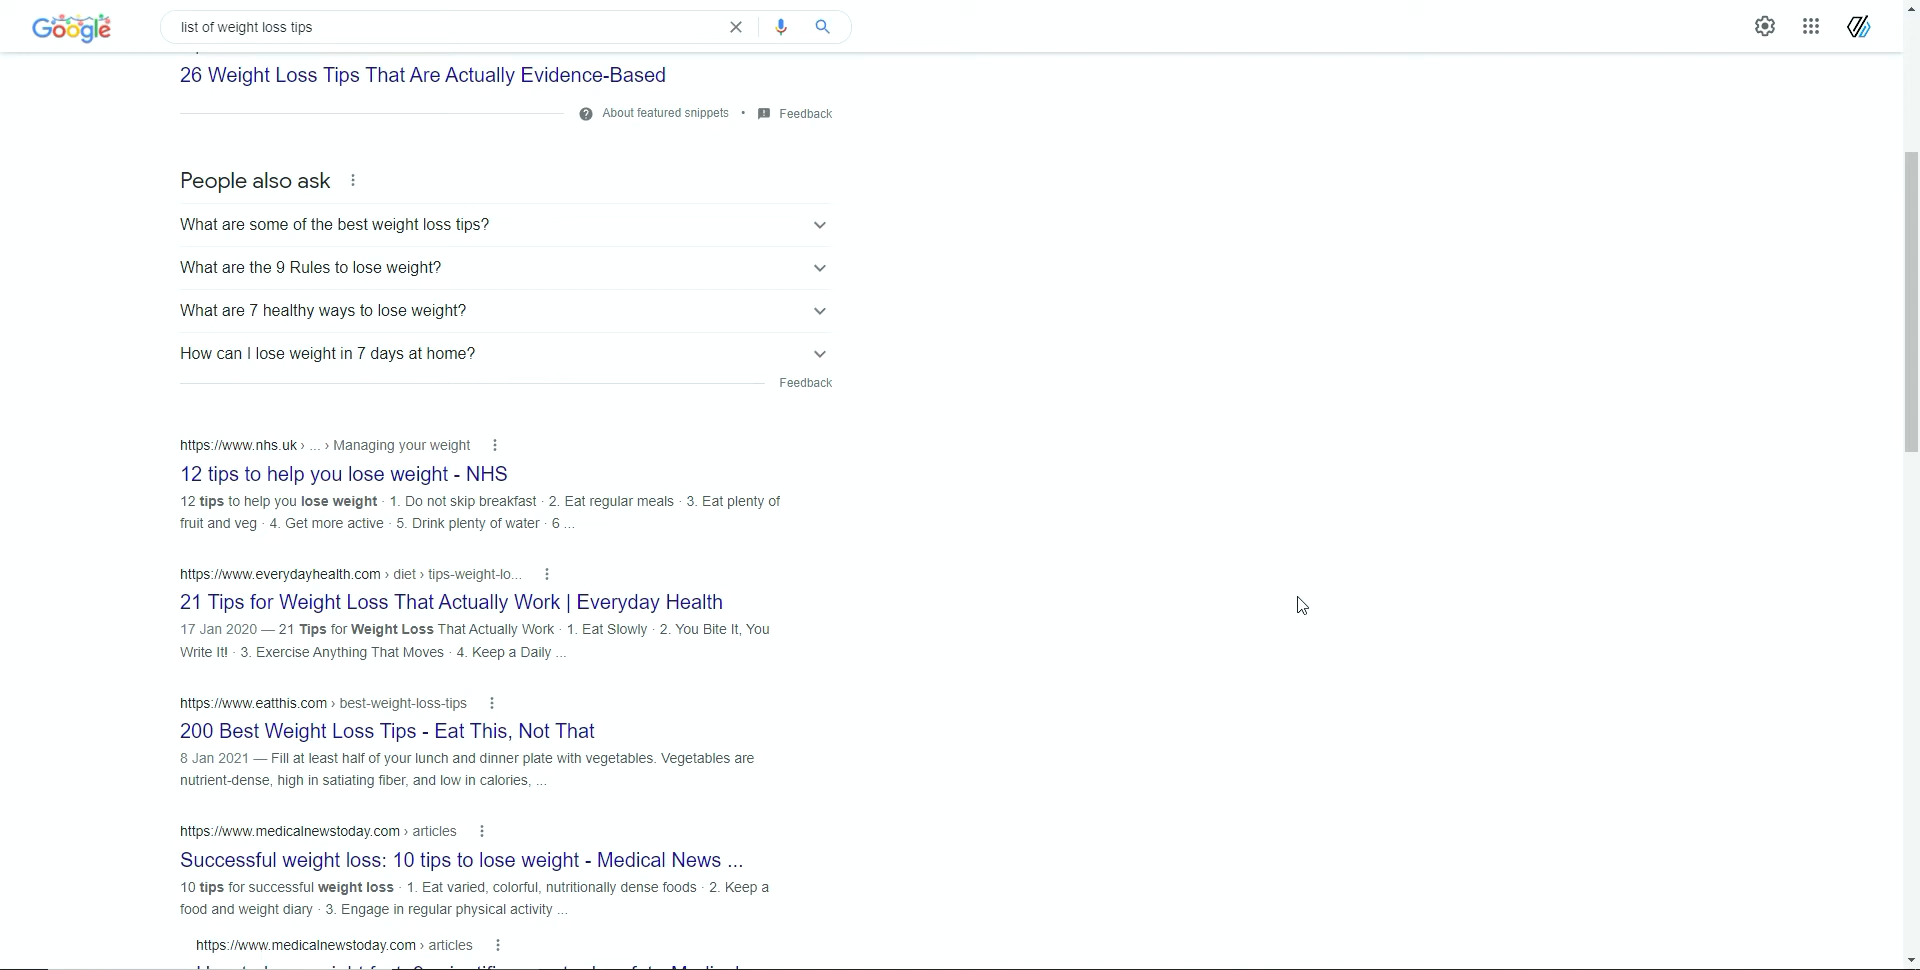 Google
list of weight loss tips
26 Weight Loss Tips That Are Actually Evidence-Based
About featured snippets • Feedback
People also ask
What are some of the best weight loss tips?
What are the 9 Rules to lose weight?
What are 7 healthy ways to lose weight?
How can I lose weight in 7 days at home?
Feedback
https://www.nhs.uk › ... › Managing your weight
12 tips to help you lose weight - NHS
12 tips to help you lose weight · 1. Do not skip breakfast · 2. Eat regular meals · 3. Eat plenty of
fruit and veg · 4. Get more active · 5. Drink plenty of water · 6 ...
https://www.everydayhealth.com › diet › tips-weight-lo...
21 Tips for Weight Loss That Actually Work | Everyday Health
17 Jan 2020 — 21 Tips for Weight Loss That Actually Work · 1. Eat Slowly · 2. You Bite It, You
Write It! · 3. Exercise Anything That Moves · 4. Keep a Daily ...
https://www.eatthis.com › best-weight-loss-tips
200 Best Weight Loss Tips - Eat This, Not That
8 Jan 2021 — Fill at least half of your lunch and dinner plate with vegetables. Vegetables are
nutrient-dense, high in satiating fiber, and low in calories, ...
https://www.medicalnewstoday.com › articles
Successful weight loss: 10 tips to lose weight - Medical News ...
10 tips for successful weight loss · 1. Eat varied, colorful, nutritionally dense foods · 2. Keep a
food and weight diary · 3. Engage in regular physical activity ...
https://www.medicalnewstoday.com › articles